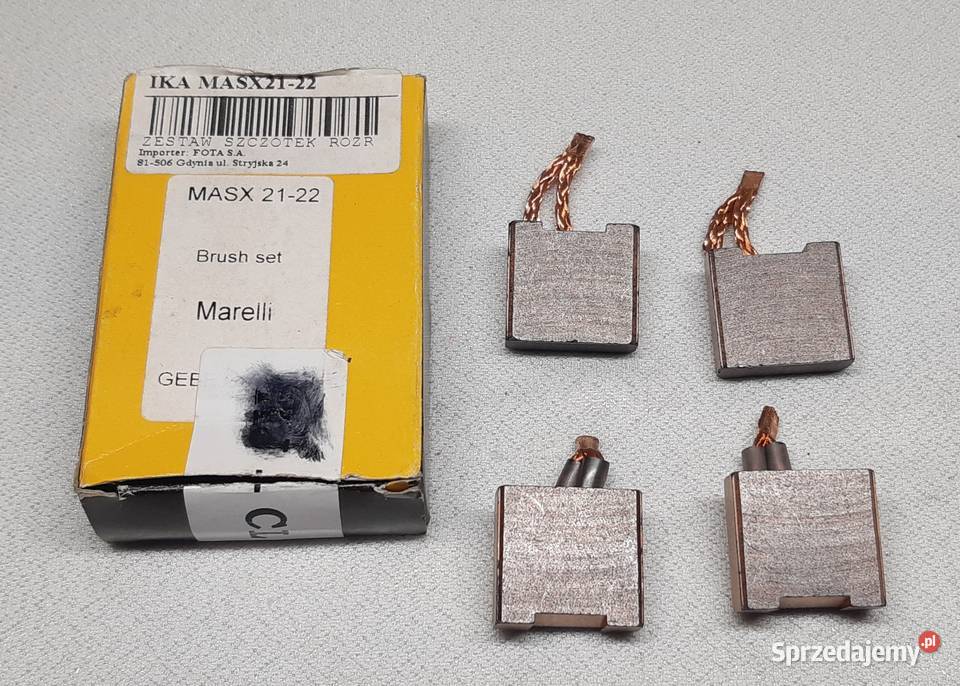 IKA MASX21-22
ZESTAW SZCZOTEK ROZR
Importer: FOTA S.A.
81-506 Gdynia ul. Stryjska 24
MASX 21-22
Brush set
Marelli
Sprzedajemy.pl